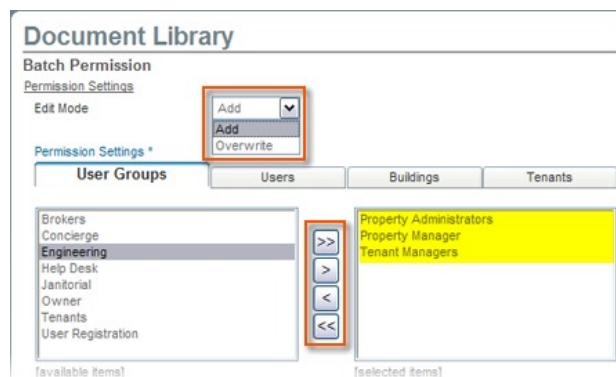 Document Library
Batch Permission
Permission Settings
Edit Mode
Add
Add
Overwrite
Permission Settings *
User Groups
Users
Buildings
Tenants
Brokers
Concierge
Engineering
Help Desk
Janitorial
Owner
Tenants
User Registration
>>
>
<
<<
Property Administrators
Property Manager
Tenant Managers
[available items]
[selected items]